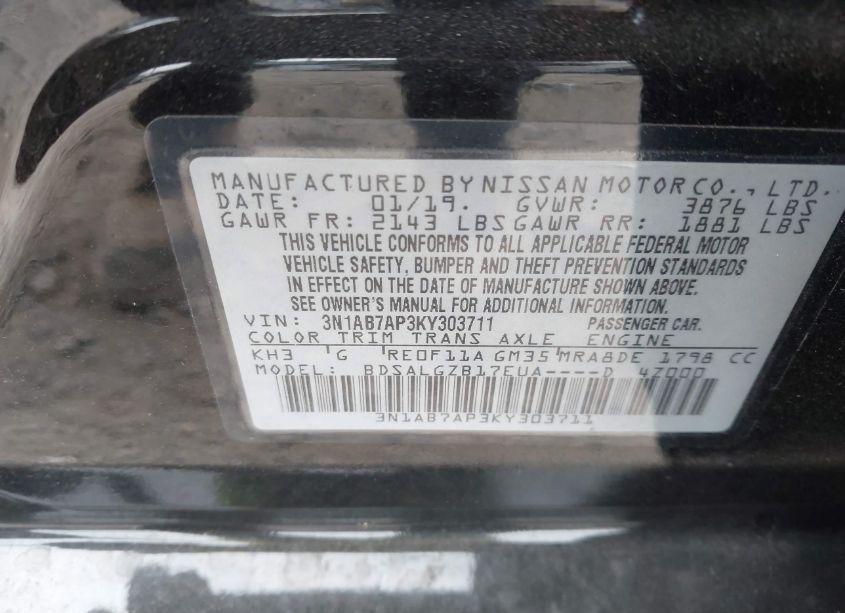 MANUFACTURED BY NISSAN MOTOR CO., LTD.
DATE: 01/19. GVWR: 3876 LBS
GAWR FR: 2143 LBS GAWR RR: 1881 LBS
THIS VEHICLE CONFORMS TO ALL APPLICABLE FEDERAL MOTOR
VEHICLE SAFETY, BUMPER AND THEFT PREVENTION STANDARDS
IN EFFECT ON THE DATE OF MANUFACTURE SHOWN ABOVE.
SEE OWNER'S MANUAL FOR ADDITIONAL INFORMATION.
VIN: 3N1AB7AP3KY303711 PASSENGER CAR.
COLOR TRIM TRANS AXLE ENGINE
KH3 G RE0F11A GM35 MRA8DE 1798 CC
MODEL: BDSALGZB17EUA----D 4Z000
3N1AB7AP3KY303711